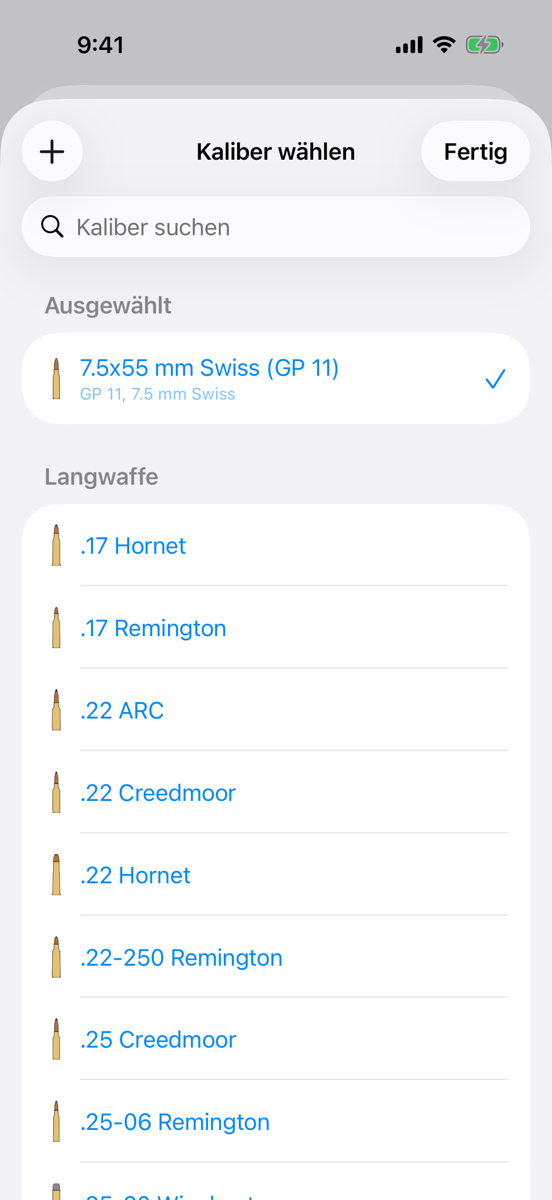 9:41
Kaliber wählen
Fertig
Kaliber suchen
Ausgewählt
7.5x55 mm Swiss (GP 11)
GP 11, 7.5 mm Swiss
Langwaffe
.17 Hornet
.17 Remington
.22 ARC
.22 Creedmoor
.22 Hornet
.22-250 Remington
.25 Creedmoor
.25-06 Remington